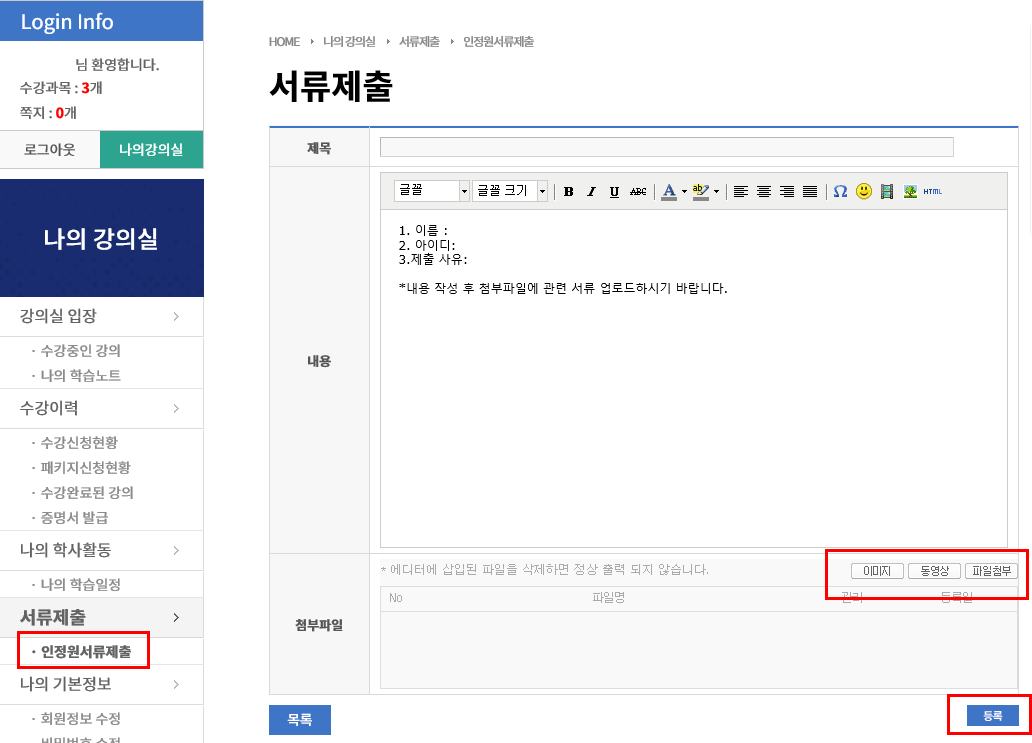 Login Info
님 환영합니다.
수강과목 : 3개
쪽지 : 0개
로그아웃 나의강의실
나의 강의실
강의실 입장
· 수강중인 강의
· 나의 학습노트
수강이력
· 수강신청현황
· 패키지신청현황
· 수강완료된 강의
· 증명서 발급
나의 학사활동
· 나의 학습일정
서류제출
· 인정원서류제출
나의 기본정보
· 회원정보 수정
· 비밀번호 수정
HOME 나의 강의실 서류제출 인정원서류제출
서류제출
제목
내용
글꼴 글꼴 크기 B I U ABC A ab HTML
1. 이름 :
2. 아이디:
3.제출 사유:
*내용 작성 후 첨부파일에 관련 서류 업로드하시기 바랍니다.
첨부파일
* 에디터에 삽입된 파일을 삭제하면 정상 출력 되지 않습니다.
이미지 동영상 파일첨부
No 파일명 관리 등록일
목록 등록